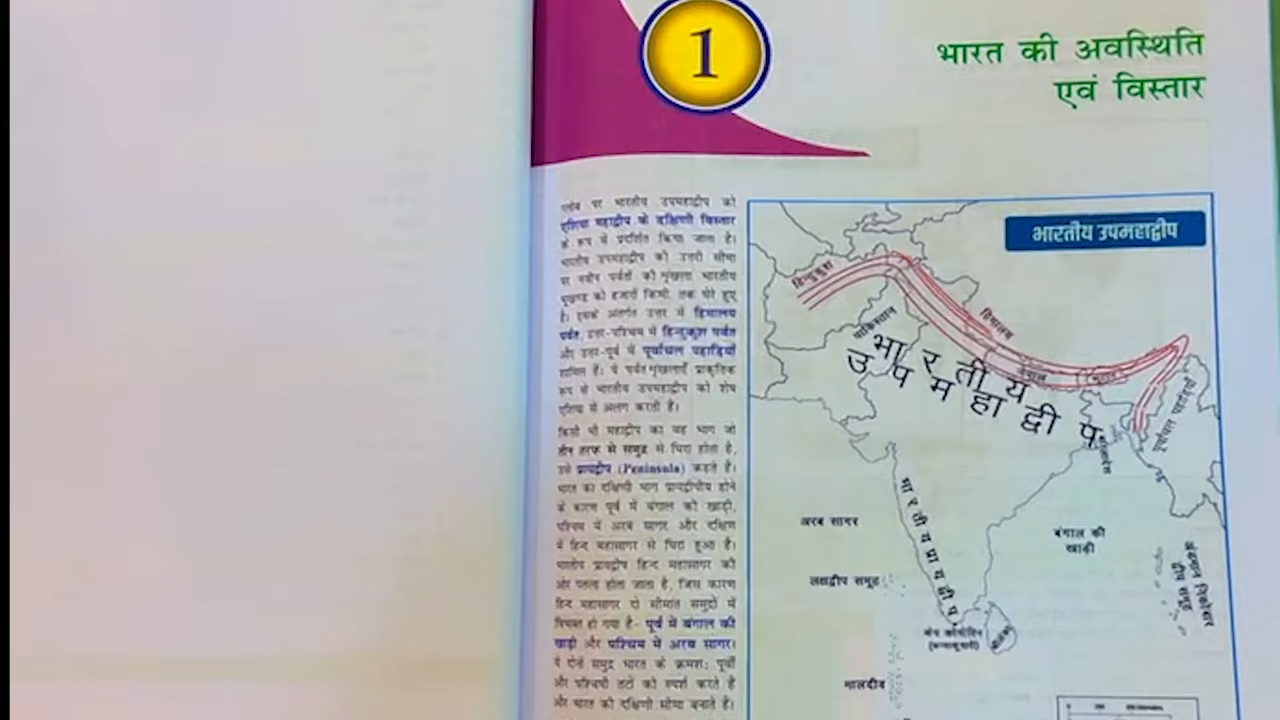 1
भारत की अवस्थिति
एवं विस्तार
ग्लोब पर भारतीय उपमहाद्वीप को
एशिया महाद्वीप के दक्षिणी विस्तार
के रूप में प्रदर्शित किया जाता है।
भारतीय उपमहाद्वीप की उत्तरी सीमा
पर नवीन पर्वतों की शृंखला भारतीय
भूखण्ड को हजारों किमी. तक घेरे हुए
है। इसके अंतर्गत उत्तर में हिमालय
पर्वत, उत्तर-पश्चिम में हिन्दुकुश पर्वत
और उत्तर-पूर्व में पूर्वांचल पहाड़ियाँ
शामिल हैं। ये पर्वत शृंखलाएँ प्राकृतिक
रूप से भारतीय उपमहाद्वीप को शेष
एशिया से अलग करती हैं।
किसी भी महाद्वीप का वह भाग जो
तीन तरफ से समुद्र से घिरा होता है,
उसे प्रायद्वीप (Peninsula) कहते हैं।
भारत का दक्षिणी भाग प्रायद्वीपीय होने
के कारण पूर्व में बंगाल की खाड़ी,
पश्चिम में अरब सागर और दक्षिण
में हिन्द महासागर से घिरा हुआ है।
भारतीय प्रायद्वीप हिन्द महासागर की
ओर पतला होता जाता है, जिस कारण
हिन्द महासागर दो सीमांत समुद्रों में
विभक्त हो गया है- पूर्व में बंगाल की
खाड़ी और पश्चिम में अरब सागर।
ये दोनों समुद्र भारत के क्रमश: पूर्वी
और पश्चिमी तटों को स्पर्श करते हैं
और भारत की दक्षिणी सीमा बनाते हैं।
भारतीय उपमहाद्वीप
हिन्दुकुश
पाकिस्तान
हिमालय
भारतीय
उपमहाद्वीप
नेपाल
भूटान
पूर्वांचल पहाड़ियाँ
बांग्लादेश
भारतीय प्रायद्वीप
अरब सागर
बंगाल की
खाड़ी
लक्षद्वीप समूह
अंडमान निकोबार
द्वीप समूह
केप कोमोरिन
(कन्याकुमारी)
मालदीव